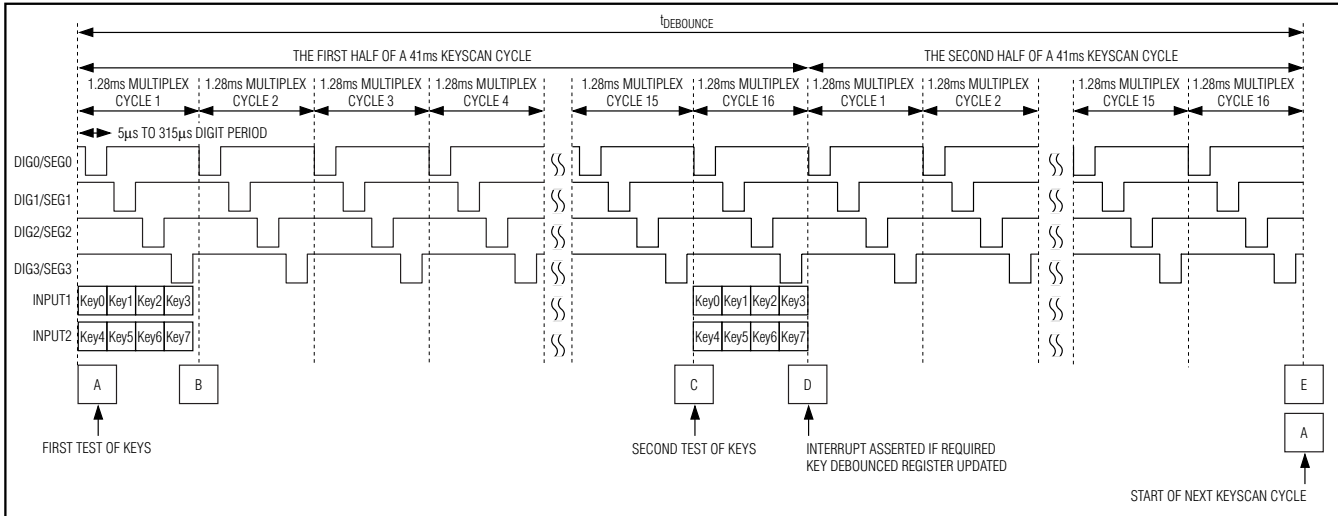 tDEBOUNCE
THE FIRST HALF OF A 41ms KEYSCAN CYCLE
THE SECOND HALF OF A 41ms KEYSCAN CYCLE
1.28ms MULTIPLEX
CYCLE 1
1.28ms MULTIPLEX
CYCLE 2
1.28ms MULTIPLEX
CYCLE 3
1.28ms MULTIPLEX
CYCLE 4
1.28ms MULTIPLEX
CYCLE 15
1.28ms MULTIPLEX
CYCLE 16
1.28ms MULTIPLEX
CYCLE 1
1.28ms MULTIPLEX
CYCLE 2
1.28ms MULTIPLEX
CYCLE 15
1.28ms MULTIPLEX
CYCLE 16
5µs TO 315µs DIGIT PERIOD
DIG0/SEG0
DIG1/SEG1
DIG2/SEG2
DIG3/SEG3
INPUT1 Key0 Key1 Key2 Key3 Key0 Key1 Key2 Key3
INPUT2 Key4 Key5 Key6 Key7 Key4 Key5 Key6 Key7
A B C D E
A
FIRST TEST OF KEYS
SECOND TEST OF KEYS
INTERRUPT ASSERTED IF REQUIRED
KEY DEBOUNCED REGISTER UPDATED
START OF NEXT KEYSCAN CYCLE